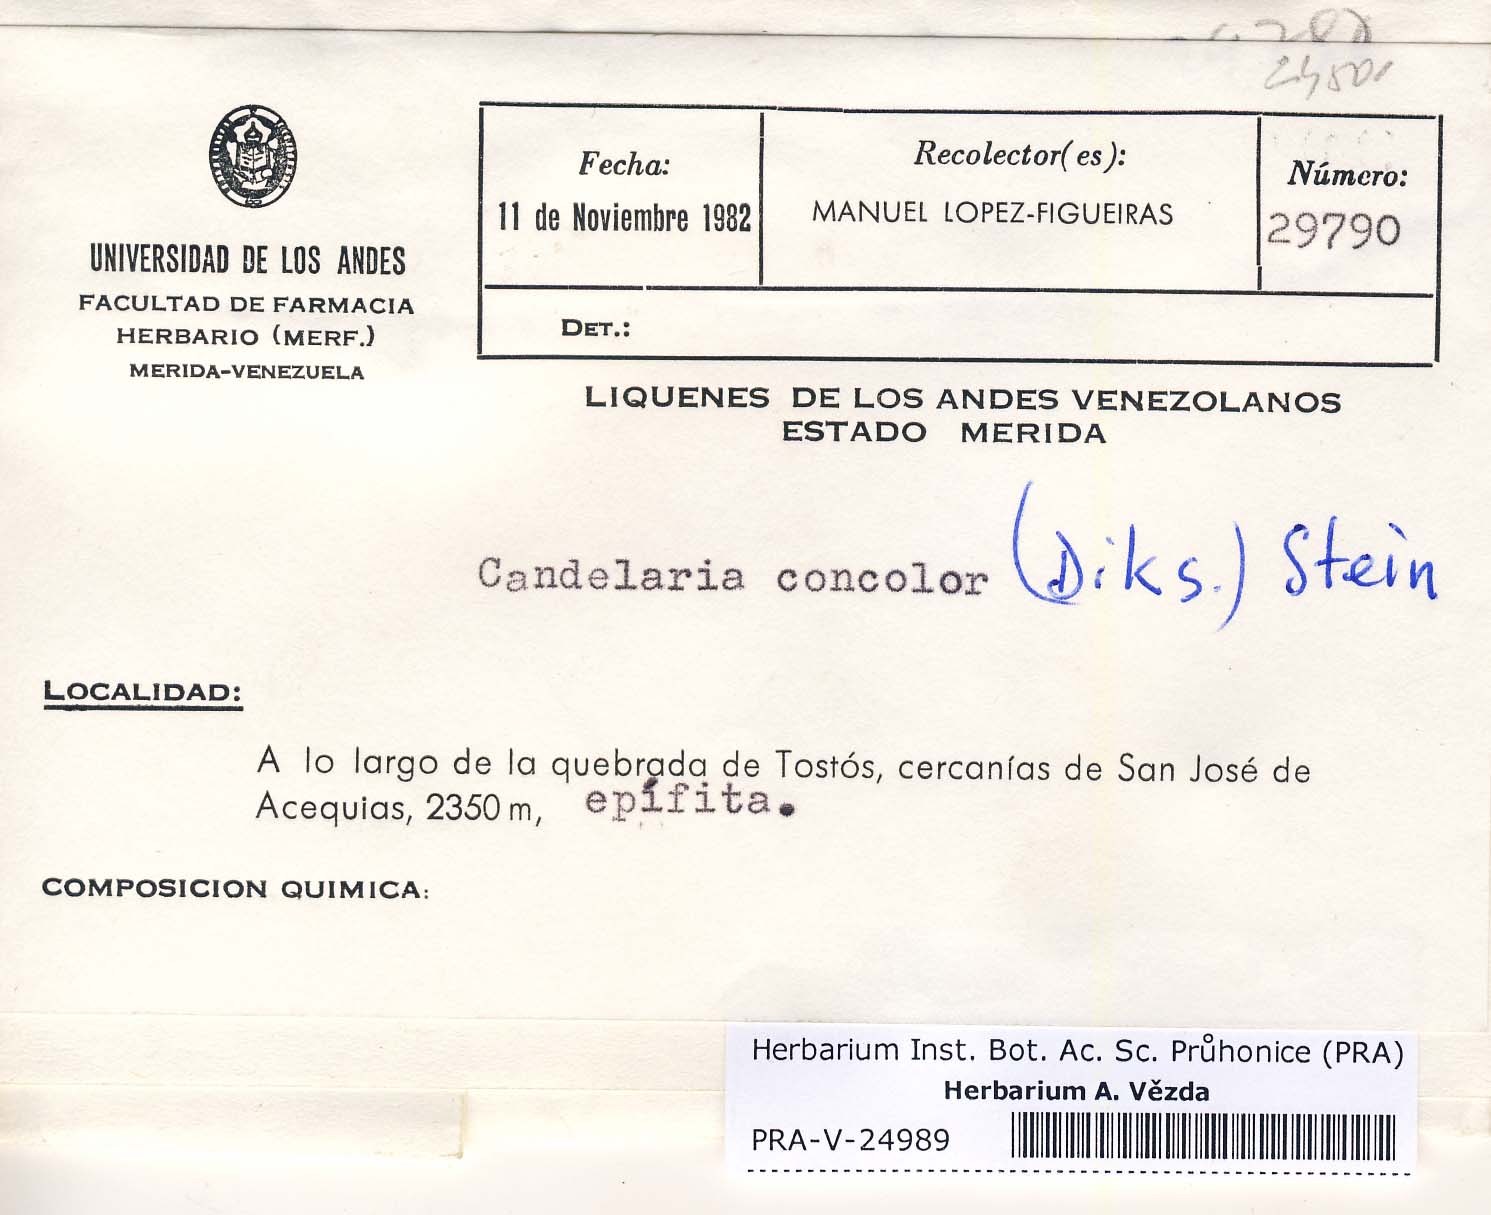 UNIVERSIDAD DE LOS ANDES
FACULTAD DE FARMACIA
HERBARIO (MERF.)
MERIDA-VENEZUELA
Fecha:
11 de Noviembre 1982
Recolector(es):
MANUEL LOPEZ-FIGUEIRAS
Número:
29790
DET.:
LIQUENES DE LOS ANDES VENEZOLANOS
ESTADO MERIDA
Candelaria concolor (Diks.) Stein
LOCALIDAD:
A lo largo de la quebrada de Tostós, cercanías de San José de
Acequias, 2350 m, epífita.
COMPOSICION QUIMICA:
Herbarium Inst. Bot. Ac. Sc. Průhonice (PRA)
Herbarium A. Vězda
PRA-V-24989